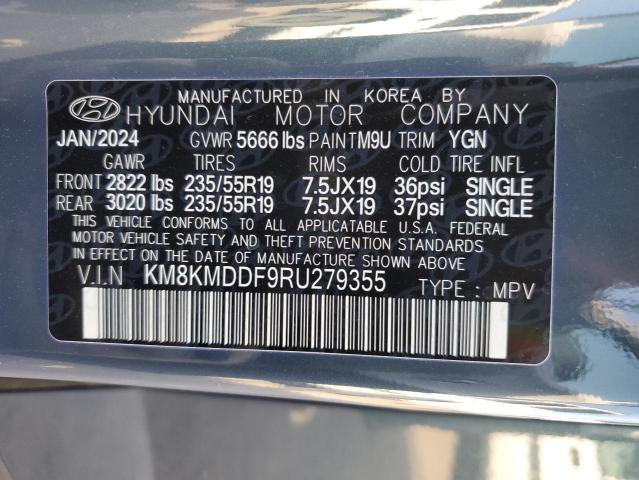 MANUFACTURED IN KOREA BY
HYUNDAI MOTOR COMPANY
JAN/2024 GVWR 5666 lbs PAINT M9U TRIM YGN
GAWR TIRES RIMS COLD TIRE INFL
FRONT 2822 lbs 235/55R19 7.5JX19 36psi SINGLE
REAR 3020 lbs 235/55R19 7.5JX19 37psi SINGLE
THIS VEHICLE CONFORMS TO ALL APPLICABLE U.S.A. FEDERAL
MOTOR VEHICLE SAFETY AND THEFT PREVENTION STANDARDS
IN EFFECT ON THE DATE OF MANUFACTURE SHOWN ABOVE.
V.I.N KM8KMDDF9RU279355 TYPE : MPV